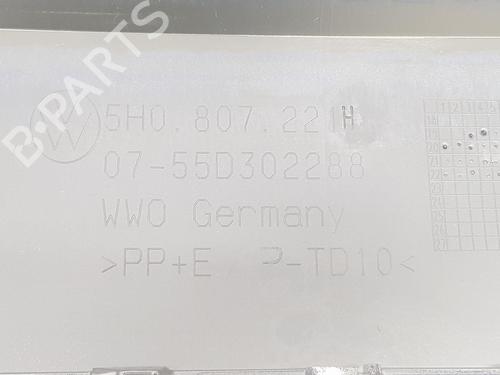 B-PARTS
5H0.807.221H
07-55D302288
WWO Germany
>PP+E P-TD10<